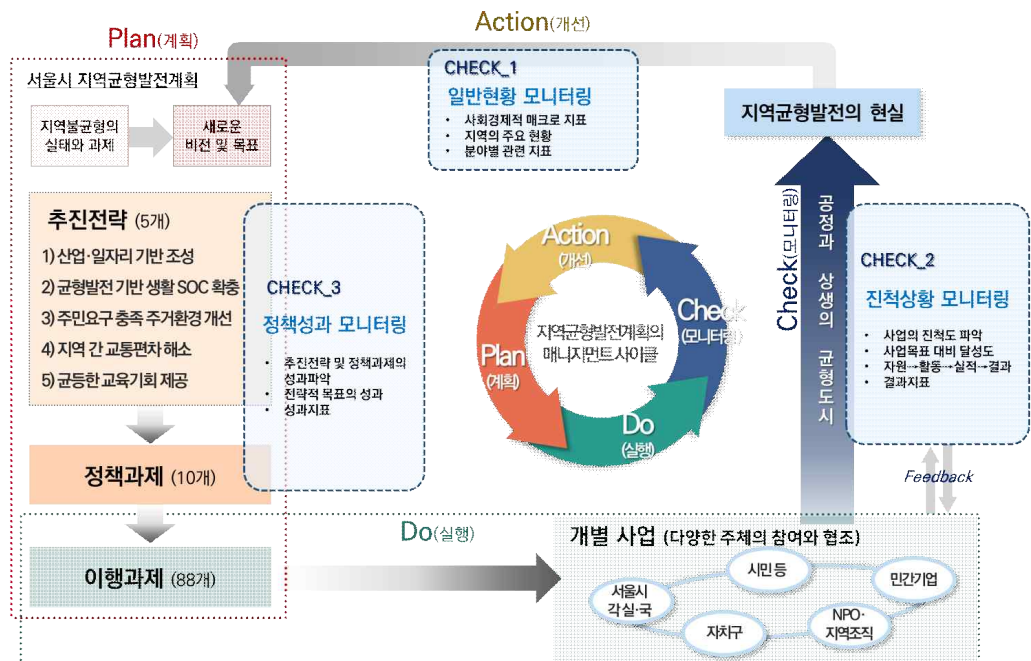 Action(개선)
Plan(계획)
서울시 지역균형발전계획
지역불균형의
실태와 과제
새로운
비전 및 목표
CHECK_1
일반현황 모니터링
• 사회경제적 매크로 지표
• 지역의 주요 현황
• 분야별 관련 지표
지역균형발전의 현실
추진전략 (5개)
1) 산업·일자리 기반 조성
2) 균형발전 기반 생활 SOC 확충
3) 주민요구 충족 주거환경 개선
4) 지역 간 교통편차 해소
5) 균등한 교육기회 제공
CHECK_3
정책성과 모니터링
• 추진전략 및 정책과제의
성과파악
• 전략적 목표의 성과
• 성과지표
Action
(개선)
Check
(모니터링)
Plan
(계획)
Do
(실행)
지역균형발전계획의
매니지먼트 사이클
Check(모니터링)
공정과 상생의 균형도시
CHECK_2
진척상황 모니터링
• 사업의 진척도 파악
• 사업목표 대비 달성도
• 자원→활동→실적→결과
• 결과지표
Feedback
정책과제 (10개)
이행과제 (88개)
Do(실행)
개별 사업 (다양한 주체의 참여와 협조)
서울시
각 실·국
시민 등
민간기업
자치구
NPO·
지역조직